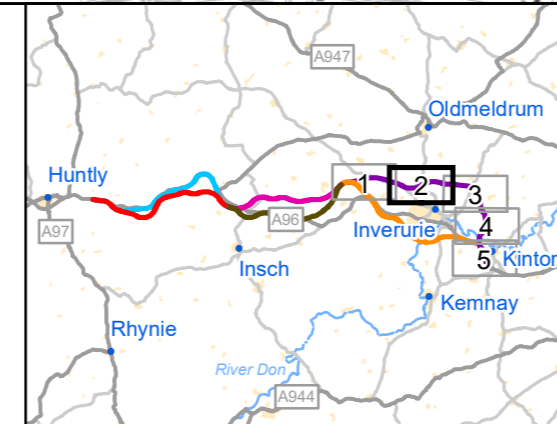 A947
Oldmeldrum
Huntly
1
2
3
A97
A96
Inverurie
4
Insch
5
Kintor
Kemnay
Rhynie
River Don
A944